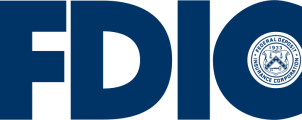 FDIC
FEDERAL DEPOSIT
INSURANCE CORPORATION
1933